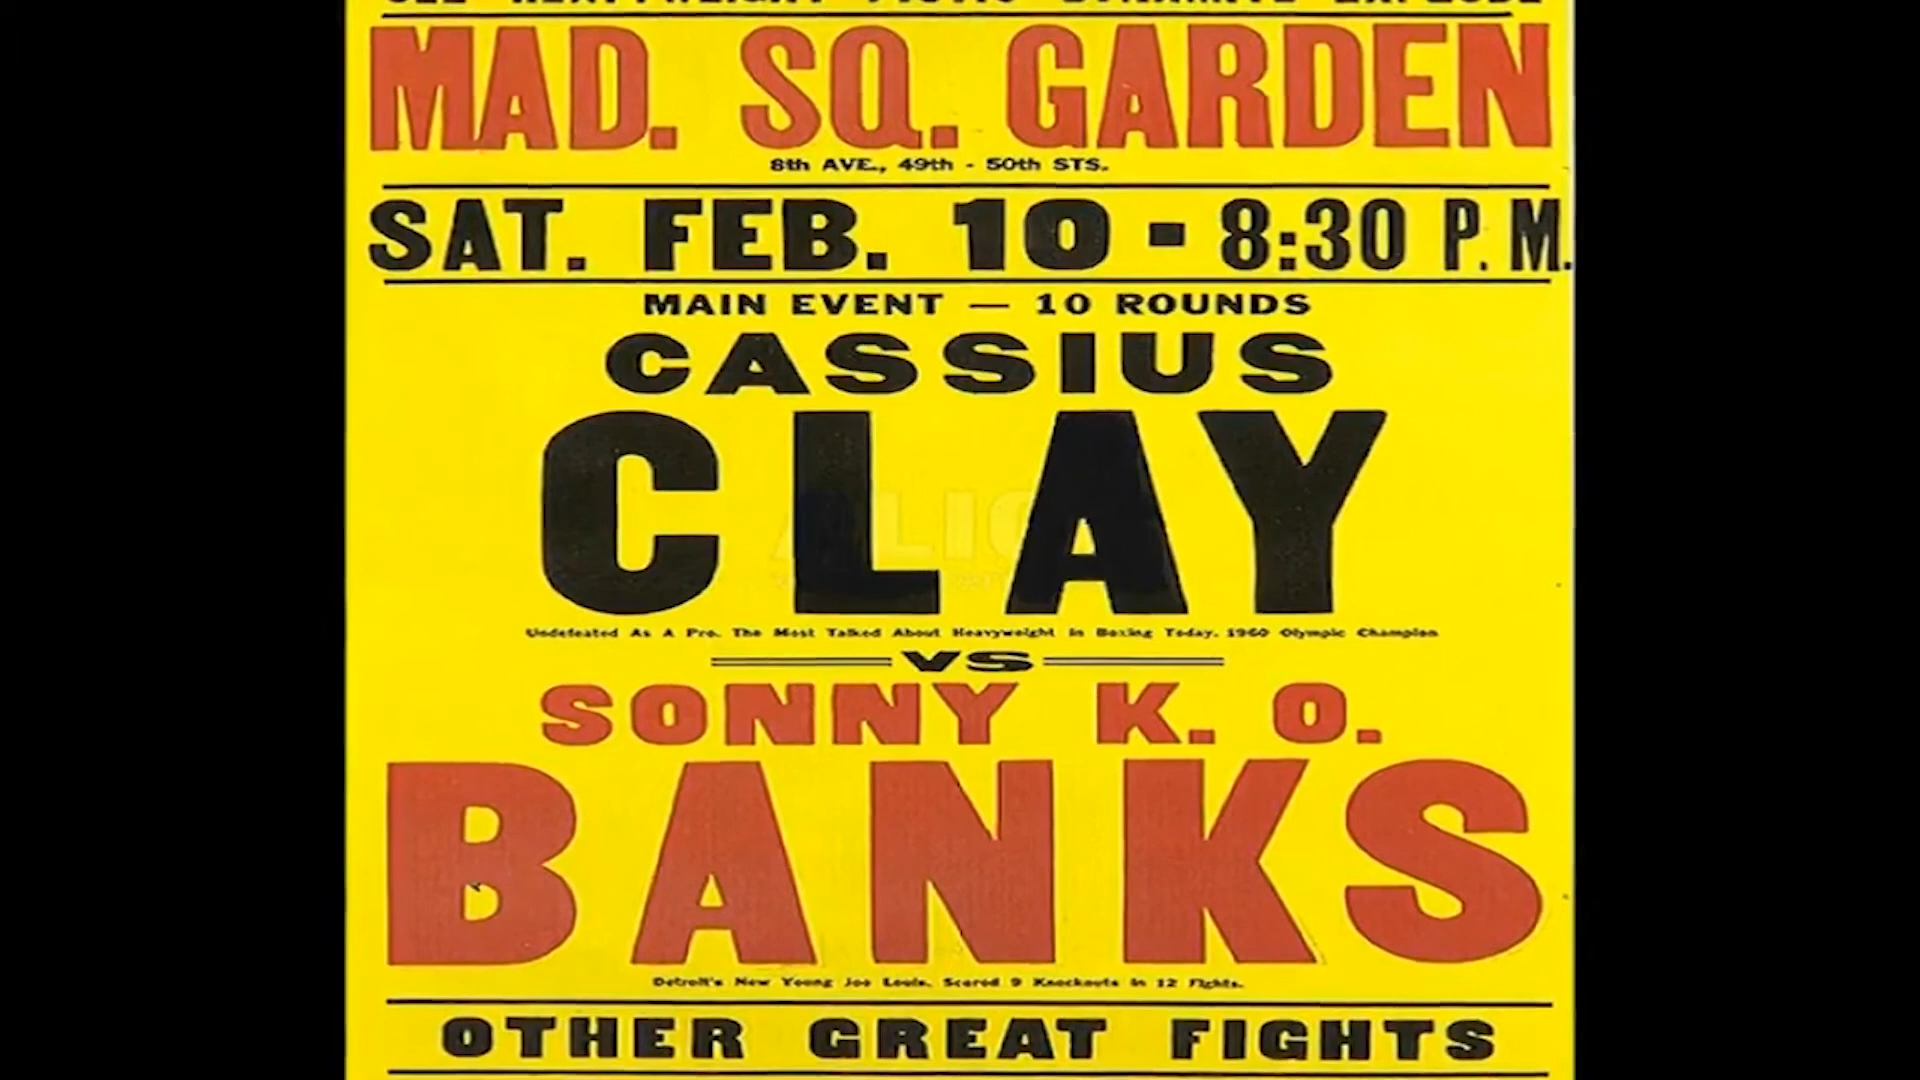 MAD. SQ. GARDEN
8th AVE., 49th - 50th STS.
SAT. FEB. 10 - 8:30 P. M.
MAIN EVENT — 10 ROUNDS
CASSIUS
CLAY
Undefeated As A Pro. The Most Talked About Heavyweight In Boxing Today. 1960 Olympic Champion
VS
SONNY K. O.
BANKS
Detroit's New Young Joe Louis. Scored 9 Knockouts in 12 Fights.
OTHER GREAT FIGHTS